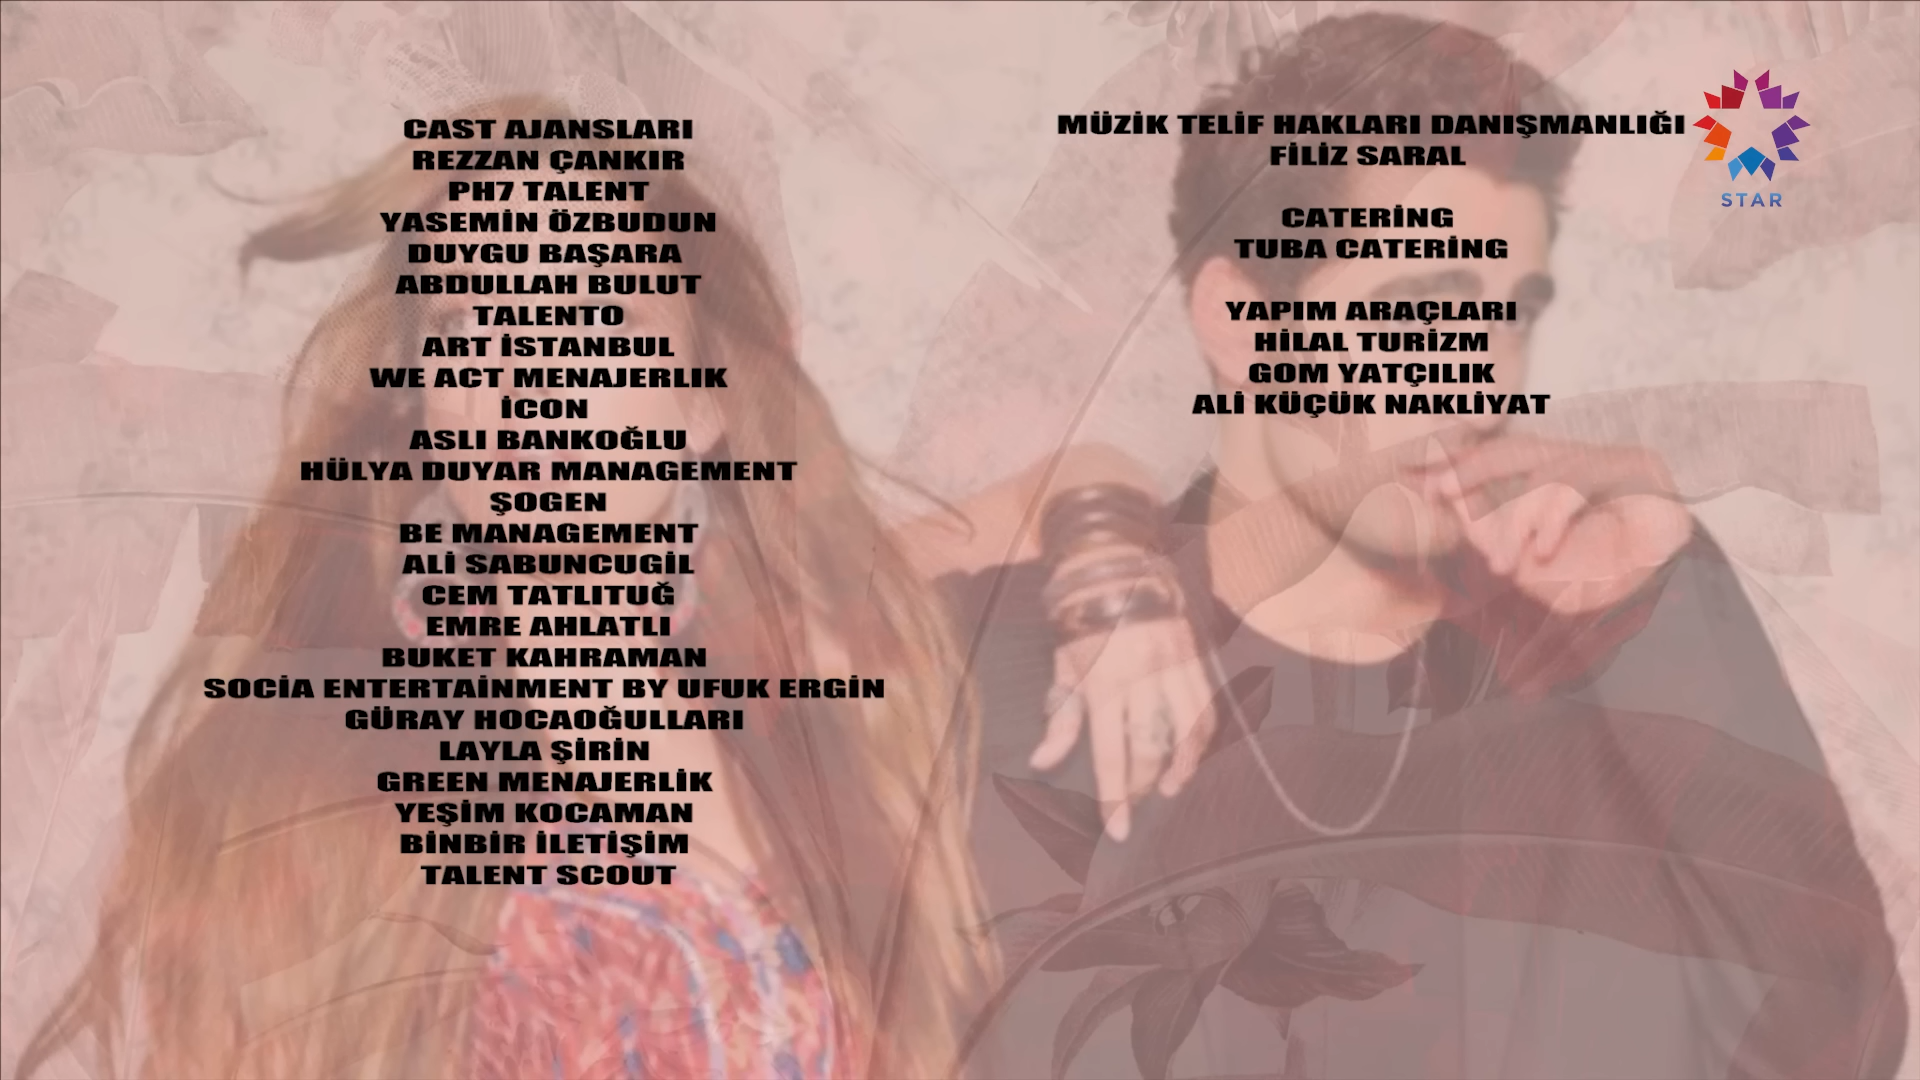 CAST AJANSLARI
REZZAN ÇANKIR
PH7 TALENT
YASEMİN ÖZBUDUN
DUYGU BAŞARA
ABDULLAH BULUT
TALENTO
ART İSTANBUL
WE ACT MENAJERLIK
İCON
ASLI BANKOĞLU
HÜLYA DUYAR MANAGEMENT
ŞOGEN
BE MANAGEMENT
ALİ SABUNCUGİL
CEM TATLITUĞ
EMRE AHLATLI
BUKET KAHRAMAN
SOCİA ENTERTAİNMENT BY UFUK ERGİN
GÜRAY HOCAOĞULLARI
LAYLA ŞİRİN
GREEN MENAJERLİK
YEŞİM KOCAMAN
BİNBİR İLETİŞİM
TALENT SCOUT
MÜZİK TELİF HAKLARI DANIŞMANLIĞI
FİLİZ SARAL
CATERİNG
TUBA CATERİNG
YAPIM ARAÇLARI
HİLAL TURİZM
GOM YATÇILIK
ALİ KÜÇÜK NAKLİYAT
STAR